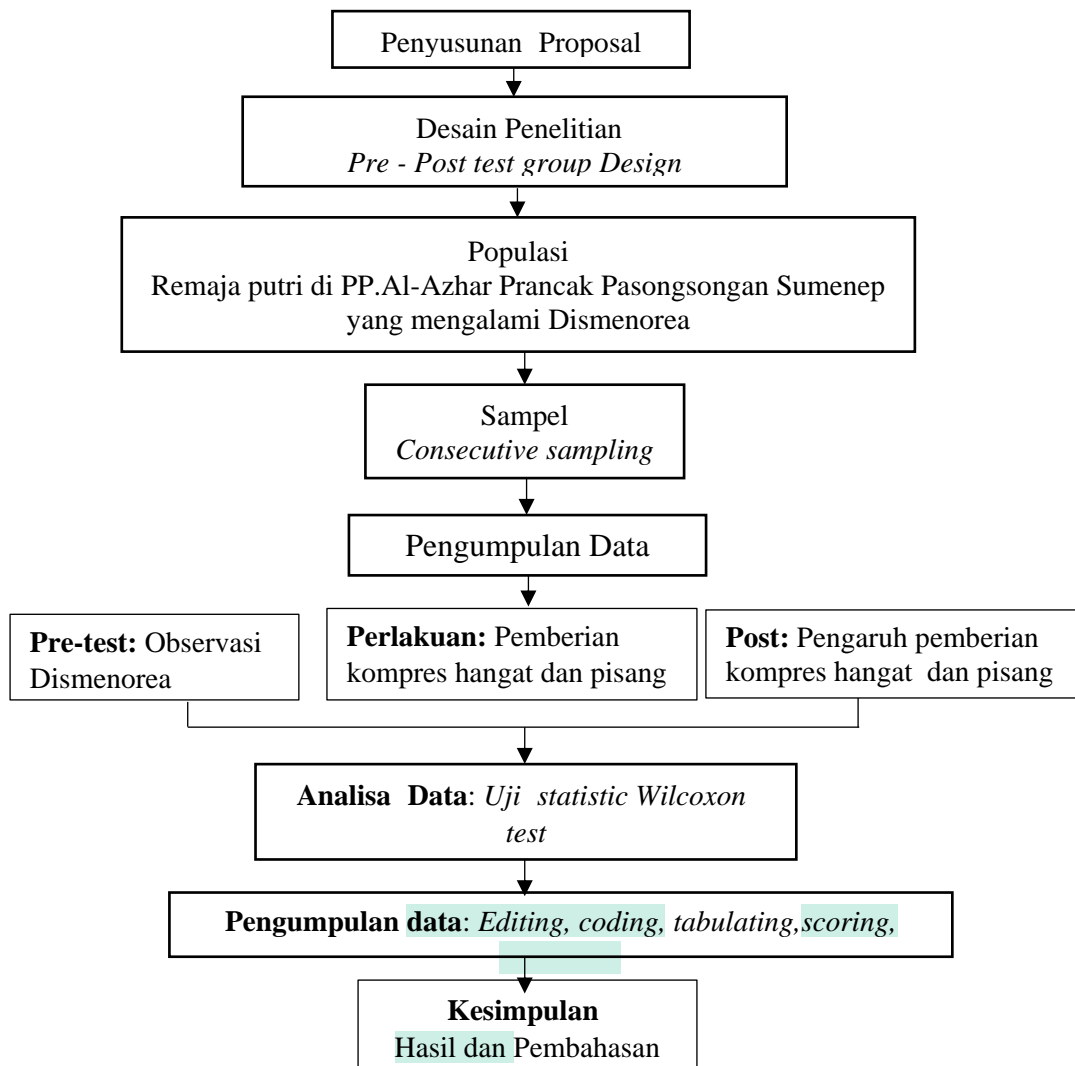 Penyusunan Proposal
Desain Penelitian
Pre - Post test group Design
Populasi
Remaja putri di PP.Al-Azhar Prancak Pasongsongan Sumenep
yang mengalami Dismenorea
Sampel
Consecutive sampling
Pengumpulan Data
Pre-test: Observasi
Dismenorea
Perlakuan: Pemberian
kompres hangat dan pisang
Post: Pengaruh pemberian
kompres hangat dan pisang
Analisa Data: Uji statistic Wilcoxon
test
Pengumpulan data: Editing, coding, tabulating,scoring,
Kesimpulan
Hasil dan Pembahasan